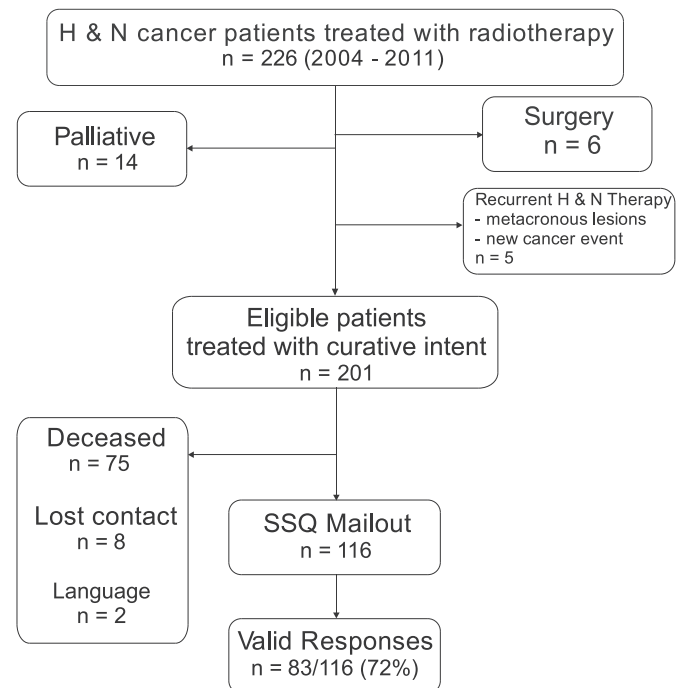 H & N cancer patients treated with radiotherapy
n = 226 (2004 - 2011)
Palliative
n = 14
Surgery
n = 6
Recurrent H & N Therapy
- metacronous lesions
- new cancer event
n = 5
Eligible patients
treated with curative intent
n = 201
Deceased
n = 75
Lost contact
n = 8
Language
n = 2
SSQ Mailout
n = 116
Valid Responses
n = 83/116 (72%)